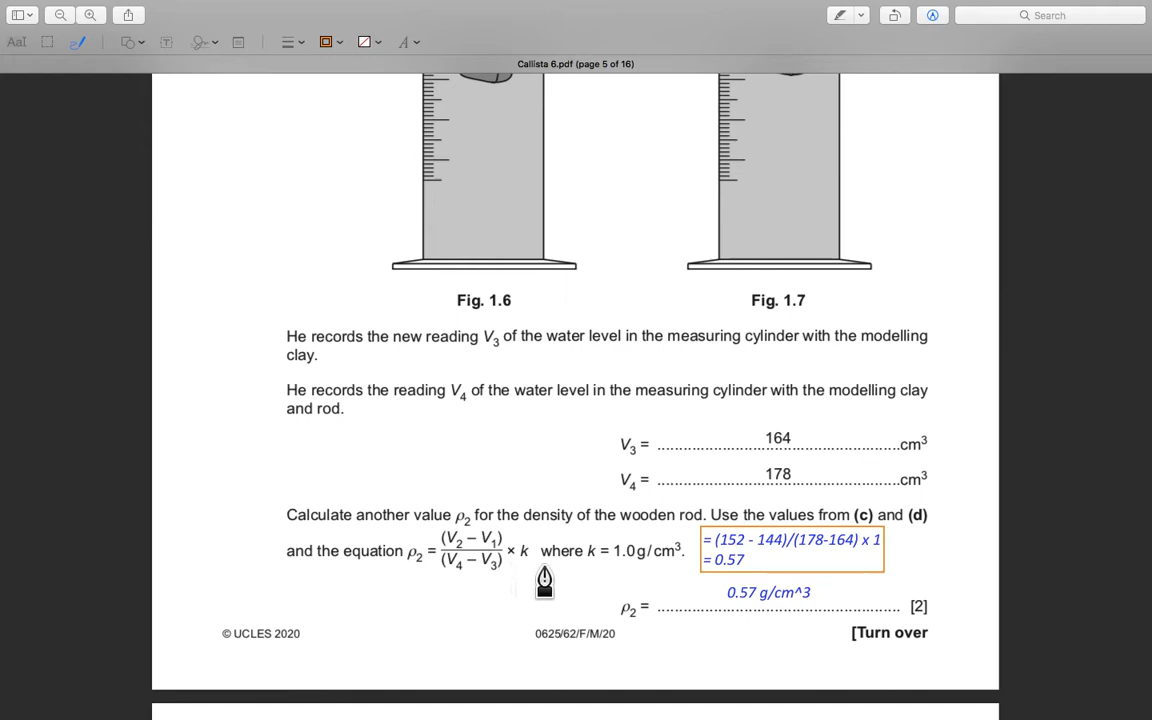 Search
AaI
T
A
Callista 6.pdf (page 5 of 16)
Fig. 1.6
Fig. 1.7
He records the new reading V3 of the water level in the measuring cylinder with the modelling
clay.
He records the reading V4 of the water level in the measuring cylinder with the modelling clay
and rod.
V3 = 164 cm³
V4 = 178 cm³
Calculate another value ρ2 for the density of the wooden rod. Use the values from (c) and (d)
and the equation ρ2 = (V2 – V1)/(V4 – V3) × k where k = 1.0 g/cm³.
= (152 - 144)/(178-164) x 1
= 0.57
ρ2 = 0.57 g/cm^3 [2]
© UCLES 2020
0625/62/F/M/20
[Turn over